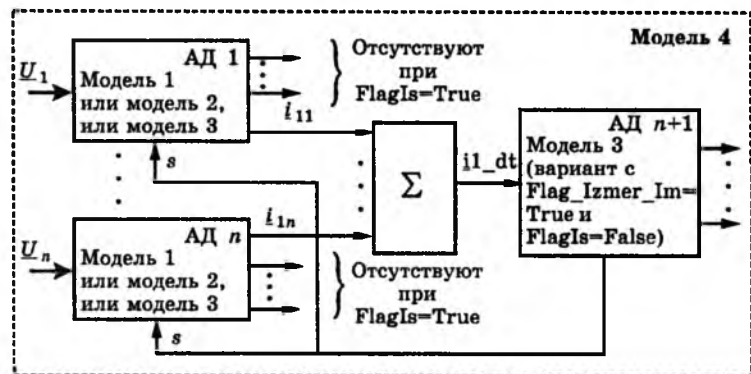 Модель 4
АД 1
Модель 1
или модель 2,
или модель 3
U1
i11
s
Отсутствуют
при
FlagIs=True
Σ
i1_dt
АД n+1
Модель 3
(вариант с
Flag_Izmer_Im=
True и
FlagIs=False)
АД n
Модель 1
или модель 2,
или модель 3
Un
i1n
s
Отсутствуют
при
FlagIs=True